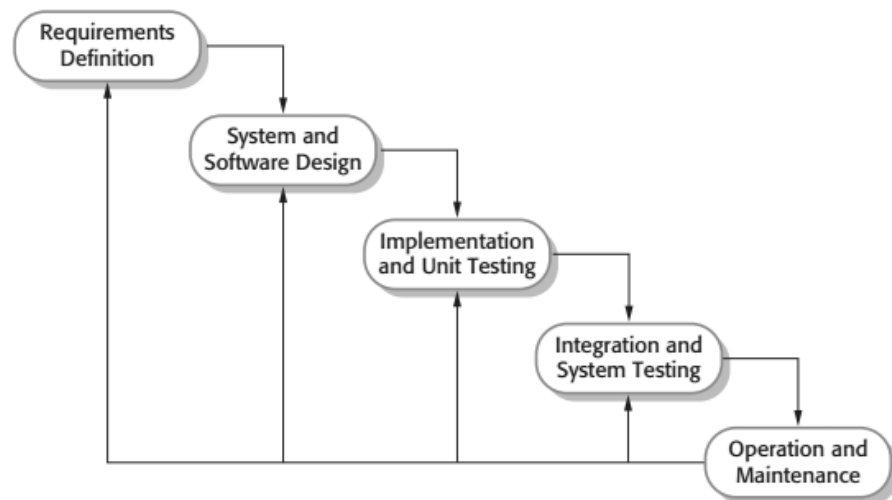 Requirements
Definition
System and
Software Design
Implementation
and Unit Testing
Integration and
System Testing
Operation and
Maintenance